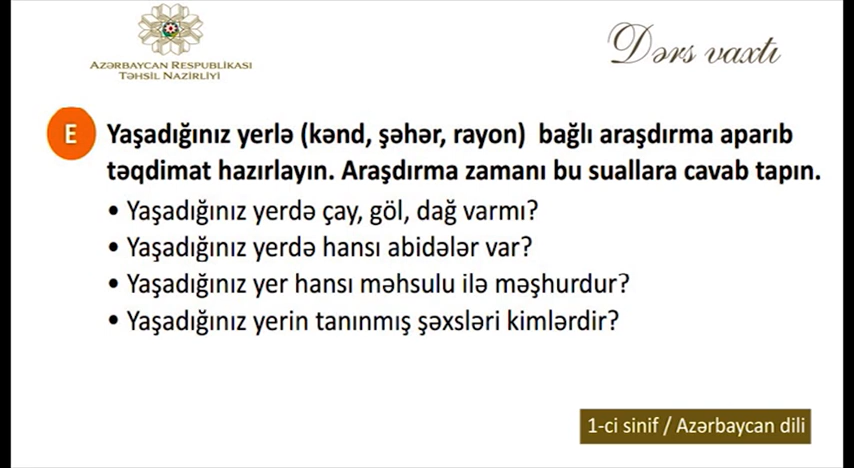 AZƏRBAYCAN RESPUBLİKASI
TƏHSİL NAZİRLİYİ
Dərs vaxtı
E
Yaşadığınız yerlə (kənd, şəhər, rayon) bağlı araşdırma aparıb
təqdimat hazırlayın. Araşdırma zamanı bu suallara cavab tapın.
• Yaşadığınız yerdə çay, göl, dağ varmı?
• Yaşadığınız yerdə hansı abidələr var?
• Yaşadığınız yer hansı məhsulu ilə məşhurdur?
• Yaşadığınız yerin tanınmış şəxsləri kimlərdir?
1-ci sinif / Azərbaycan dili